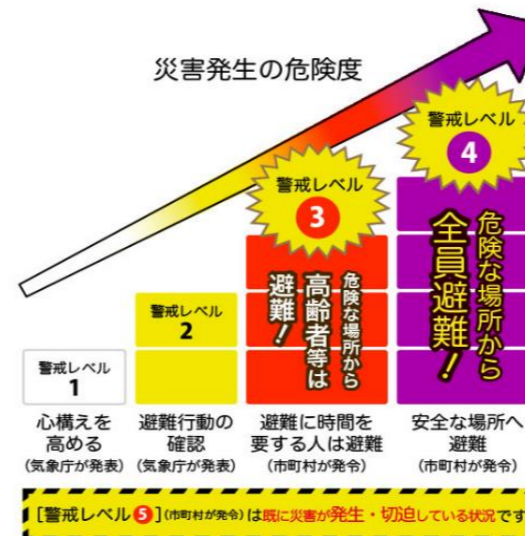 災害発生の危険度
警戒レベル
1
心構えを
高める
(気象庁が発表)
警戒レベル
2
避難行動の
確認
(気象庁が発表)
警戒レベル
3
危険な場所から
高齢者等は
避難!
避難に時間を
要する人は避難
(市町村が発令)
警戒レベル
4
危険な場所から
全員避難!
安全な場所へ
避難
(市町村が発令)
[警戒レベル5](市町村が発令)は既に災害が発生・切迫している状況です